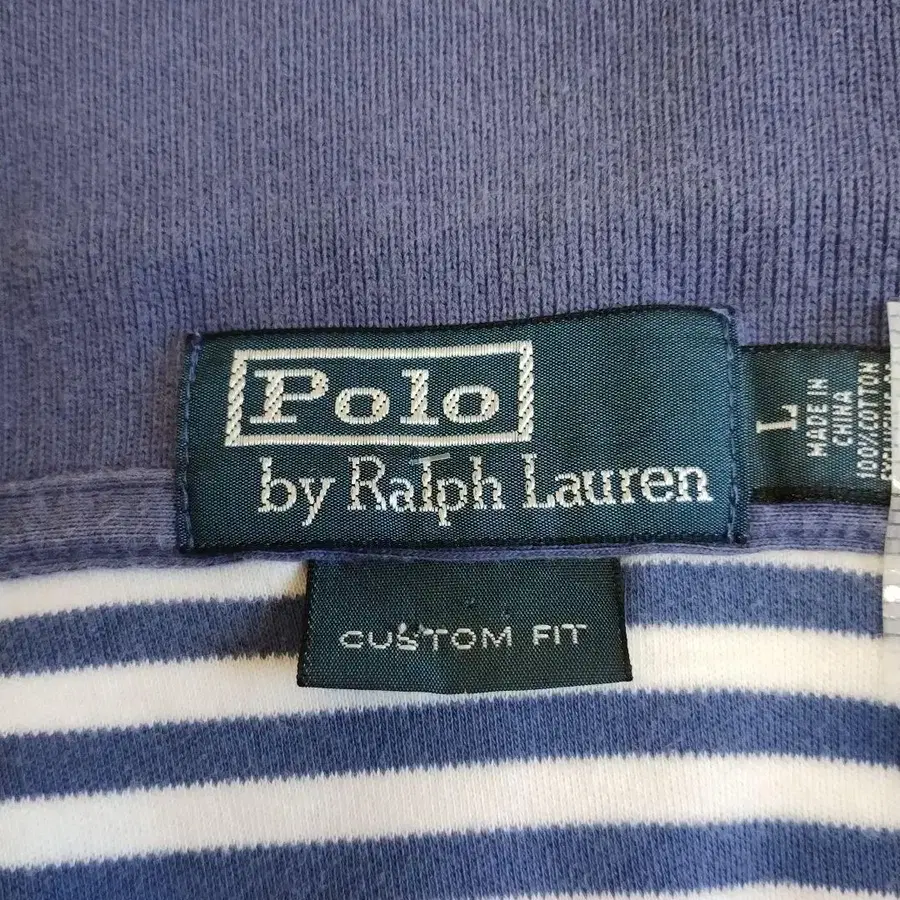 Polo
by Ralph Lauren
CUSTOM FIT
L
MADE IN
CHINA
100% COTTON